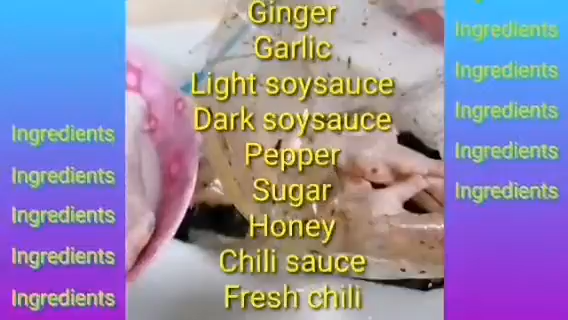 Ginger
Garlic
Light soysauce
Dark soysauce
Pepper
Sugar
Honey
Chili sauce
Fresh chili
Ingredients
Ingredients
Ingredients
Ingredients
Ingredients
Ingredients
Ingredients
Ingredients
Ingredients
Ingredients